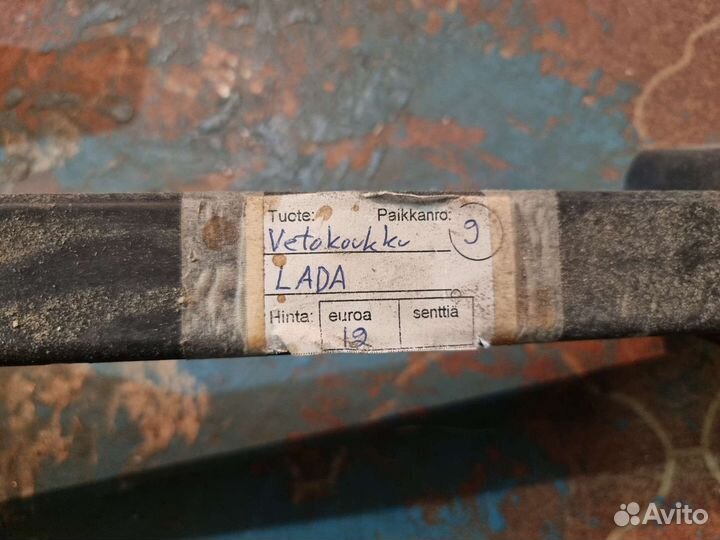 Tuote: Paikkanro:
Vetokoukku 9
LADA
Hinta: euroa senttiä
12
Avito